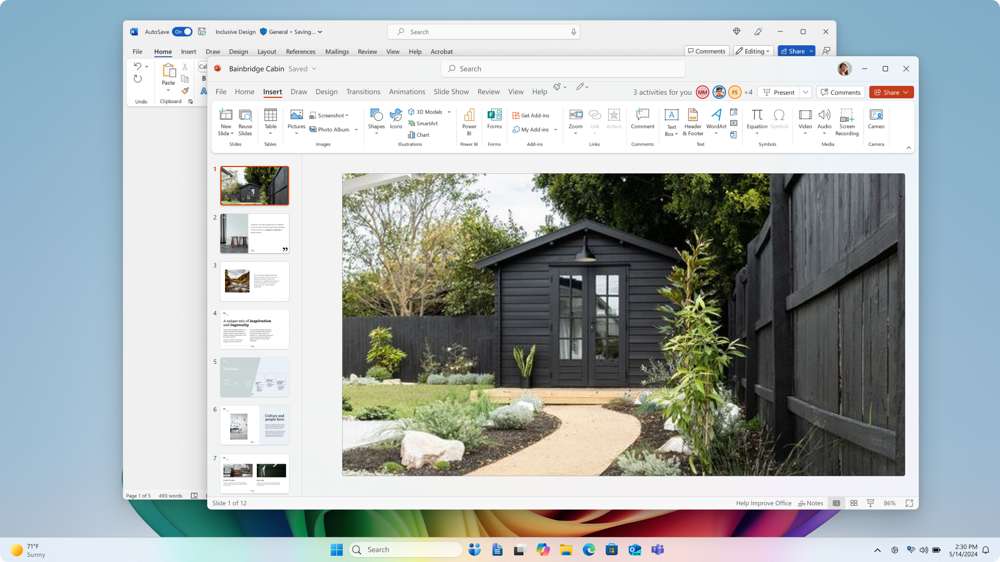 AutoSave On Inclusive Design General • Saving... Search
File Home Insert Draw Design Layout References Mailings Review View Help Acrobat Comments Editing Share
Paste
Undo Clipboard
Bainbridge Cabin Saved Search
File Home Insert Draw Design Transitions Animations Slide Show Review View Help 3 activities for you MM FS +4 Present Comments Share
New Slide Reuse Slides Table Pictures Screenshot Photo Album Shapes Icons 3D Models SmartArt Chart Power BI Forms Get Add-ins My Add-ins Zoom Link Action Comment Text Box Header & Footer WordArt Equation Symbol Video Audio Screen Recording Cameo
Slides Tables Images Illustrations Power BI Forms Add-ins Links Comments Text Symbols Media Camera
1
2
3
4
A unique mix of inspiration
and ingenuity
5
Divisions.
6
Culture and
people here.
7
Page 1 of 5 493 words
Slide 1 of 12 Help Improve Office Notes 86%
71°F
Sunny
Search
2:30 PM
5/14/2024